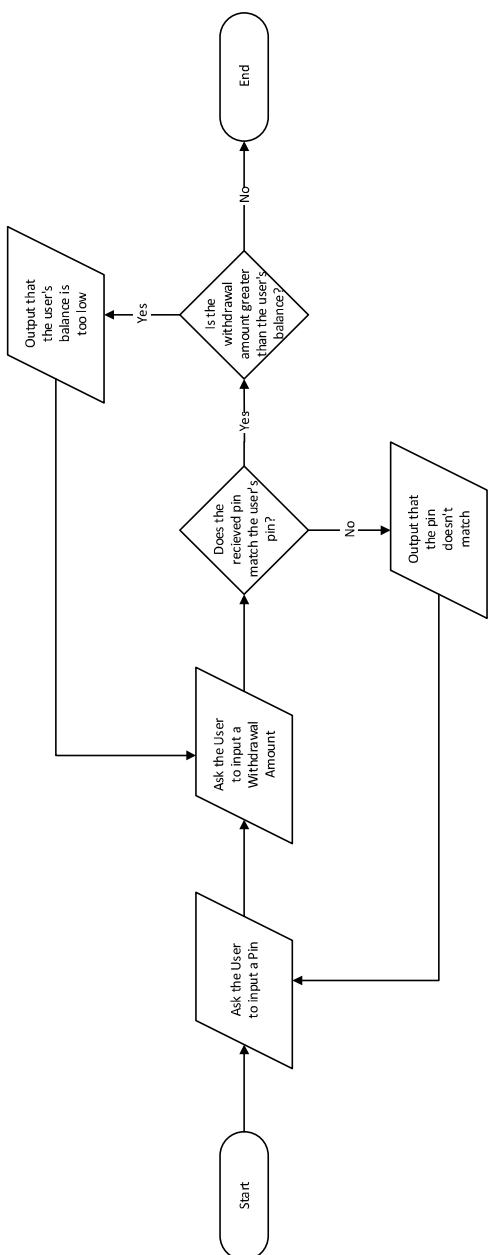 Start
Ask the User
to input a Pin
Ask the User
to input a
Withdrawal
Amount
Does the
recieved pin
match the user's
pin?
No
Output that
the pin
doesn't
match
Yes
Is the
withdrawal
amount greater
than the user's
balance?
Yes
Output that
the user's
balance is
too low
No
End